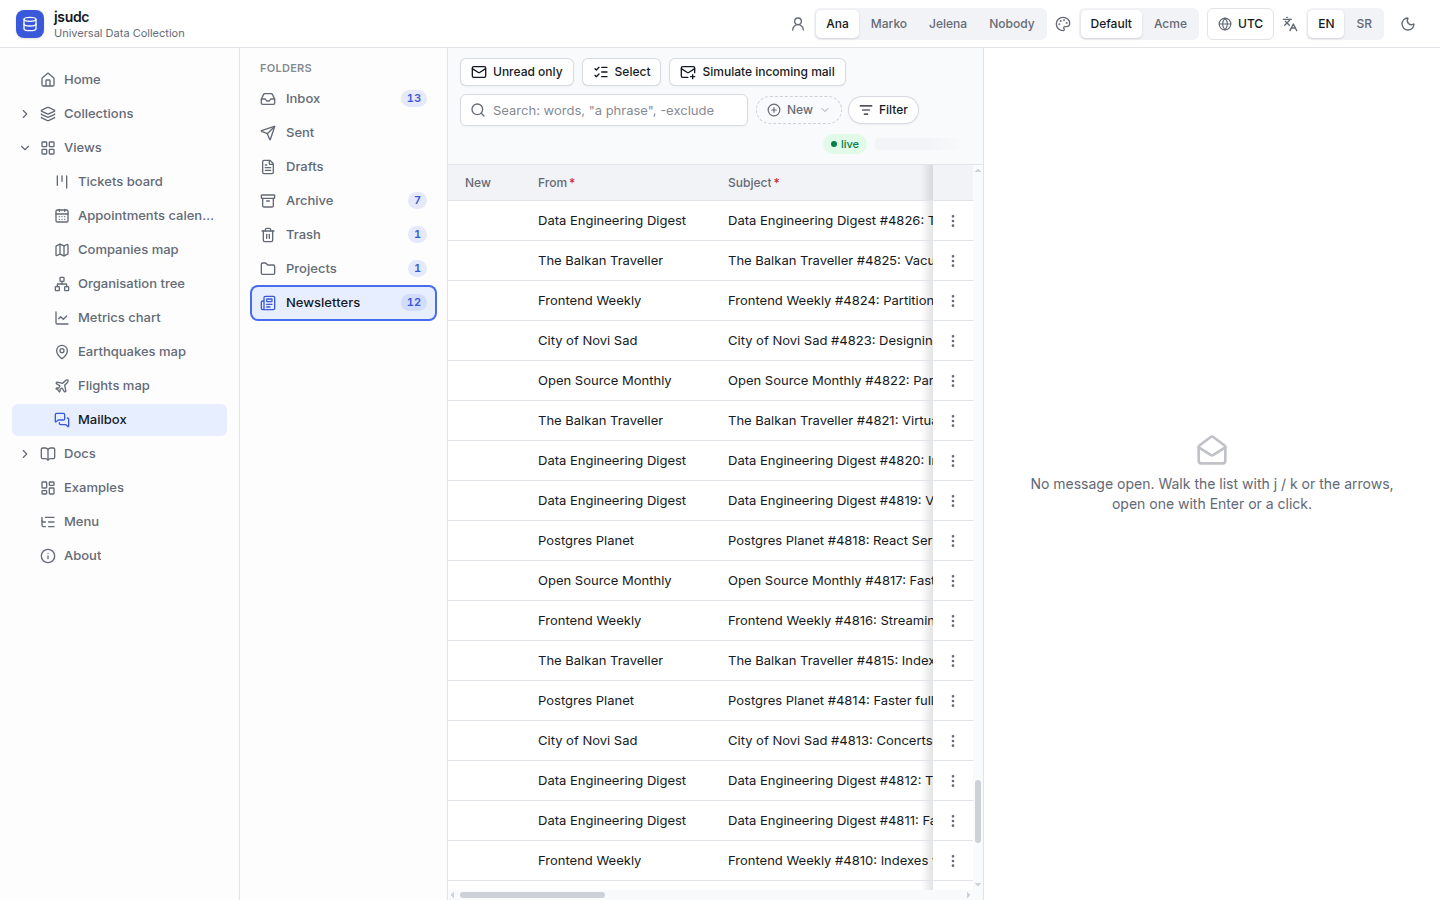 jsudc
Universal Data Collection
Ana
Marko
Jelena
Nobody
Default
Acme
UTC
EN
SR
Home
Collections
Views
Tickets board
Appointments calen...
Companies map
Organisation tree
Metrics chart
Earthquakes map
Flights map
Mailbox
Docs
Examples
Menu
About
FOLDERS
Inbox 13
Sent
Drafts
Archive 7
Trash 1
Projects 1
Newsletters 12
Unread only
Select
Simulate incoming mail
Search: words, "a phrase", -exclude
New
Filter
live
New From* Subject*
Data Engineering Digest Data Engineering Digest #4826: T
The Balkan Traveller The Balkan Traveller #4825: Vacu
Frontend Weekly Frontend Weekly #4824: Partition
City of Novi Sad City of Novi Sad #4823: Designin
Open Source Monthly Open Source Monthly #4822: Par
The Balkan Traveller The Balkan Traveller #4821: Virtu
Data Engineering Digest Data Engineering Digest #4820: I
Data Engineering Digest Data Engineering Digest #4819: V
Postgres Planet Postgres Planet #4818: React Ser
Open Source Monthly Open Source Monthly #4817: Fast
Frontend Weekly Frontend Weekly #4816: Streamin
The Balkan Traveller The Balkan Traveller #4815: Index
Postgres Planet Postgres Planet #4814: Faster full
City of Novi Sad City of Novi Sad #4813: Concerts
Data Engineering Digest Data Engineering Digest #4812: T
Data Engineering Digest Data Engineering Digest #4811: Fa
Frontend Weekly Frontend Weekly #4810: Indexes
No message open. Walk the list with j / k or the arrows,
open one with Enter or a click.